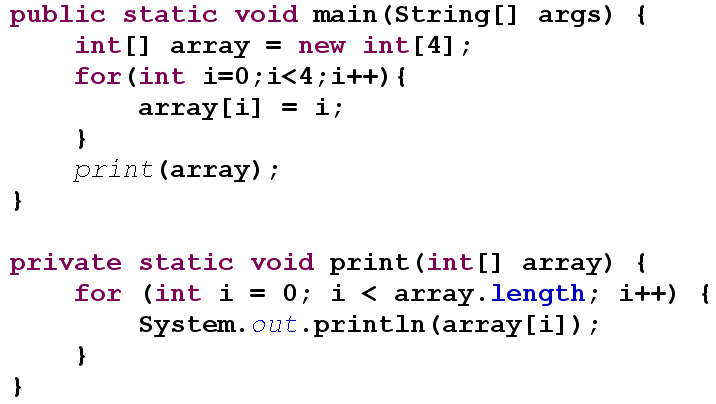 public static void main(String[] args) {
    int[] array = new int[4];
    for(int i=0;i<4;i++){
        array[i] = i;
    }
    print(array);
}

private static void print(int[] array) {
    for (int i = 0; i < array.length; i++) {
        System.out.println(array[i]);
    }
}